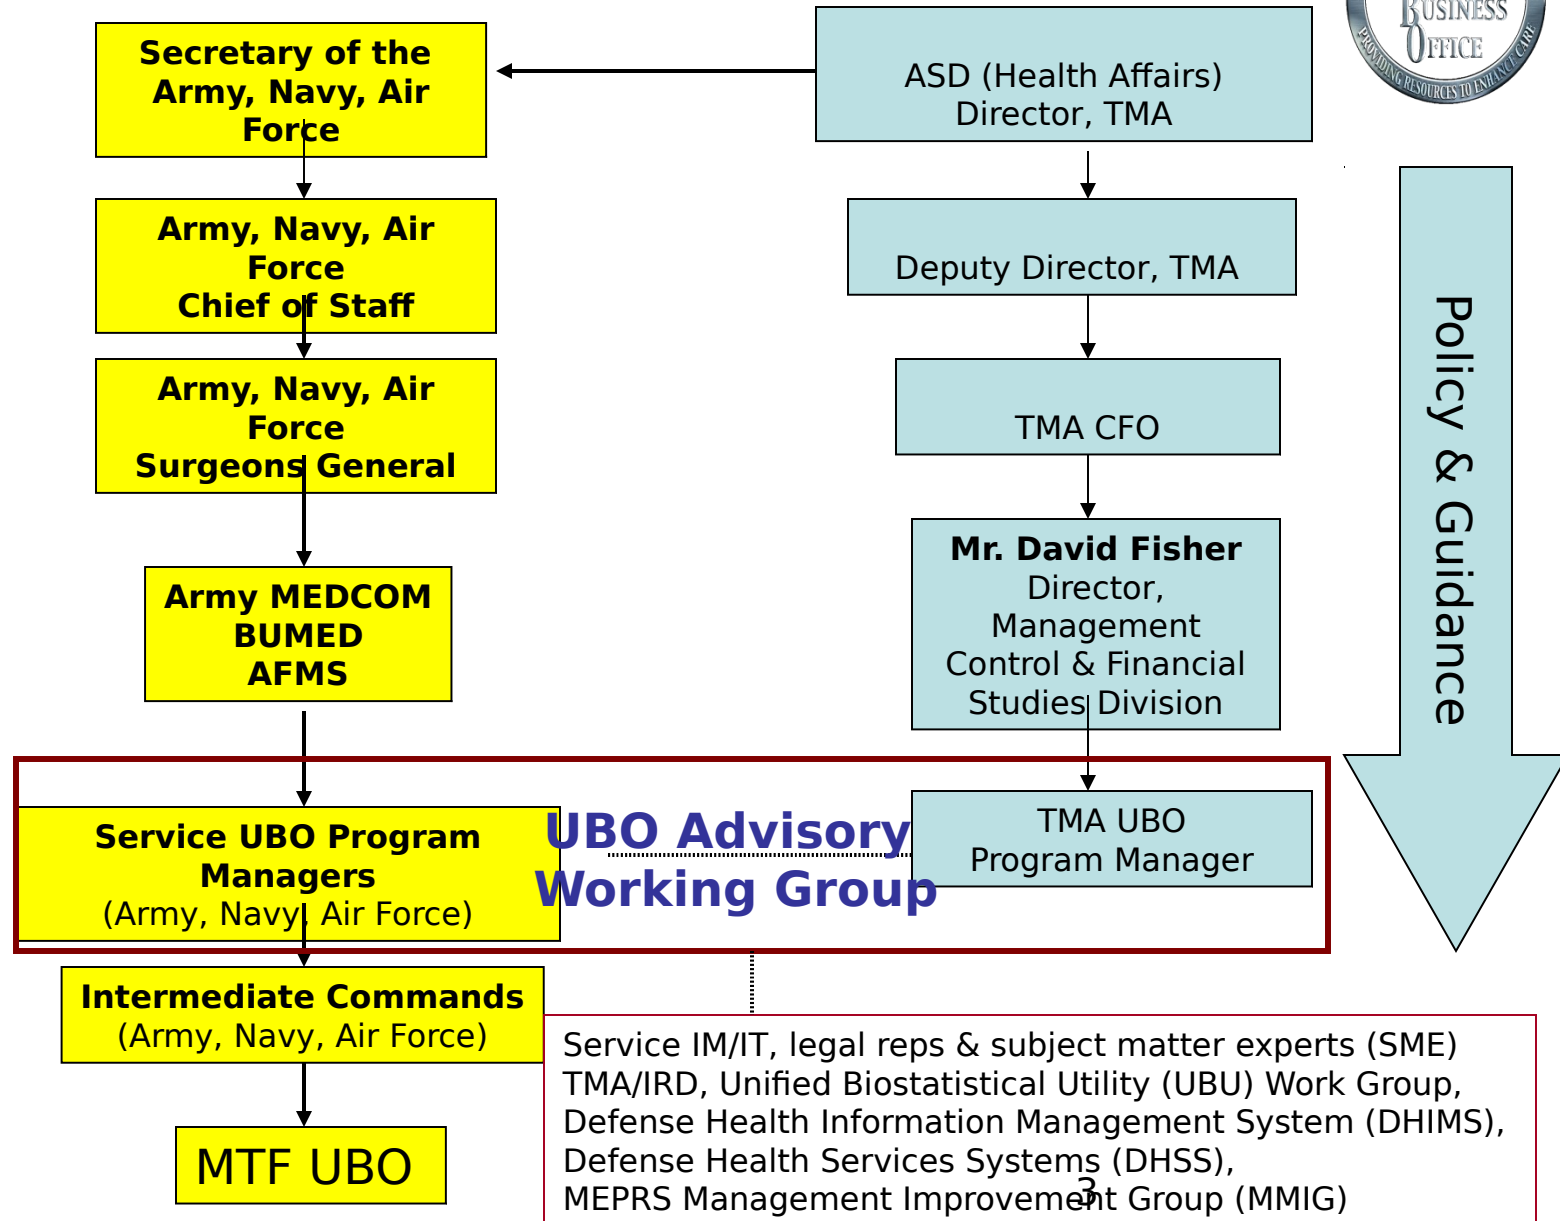 BUSINESS
OFFICE
PROVIDING RESOURCES TO ENHANCE CARE
Secretary of the
Army, Navy, Air
Force
ASD (Health Affairs)
Director, TMA
Army, Navy, Air
Force
Chief of Staff
Deputy Director, TMA
Army, Navy, Air
Force
Surgeons General
TMA CFO
Policy & Guidance
Army MEDCOM
BUMED
AFMS
Mr. David Fisher
Director,
Management
Control & Financial
Studies Division
Service UBO Program
Managers
(Army, Navy, Air Force)
UBO Advisory
Working Group
TMA UBO
Program Manager
Intermediate Commands
(Army, Navy, Air Force)
MTF UBO
Service IM/IT, legal reps & subject matter experts (SME)
TMA/IRD, Unified Biostatistical Utility (UBU) Work Group,
Defense Health Information Management System (DHIMS),
Defense Health Services Systems (DHSS),
MEPRS Management Improvement Group (MMIG)
3